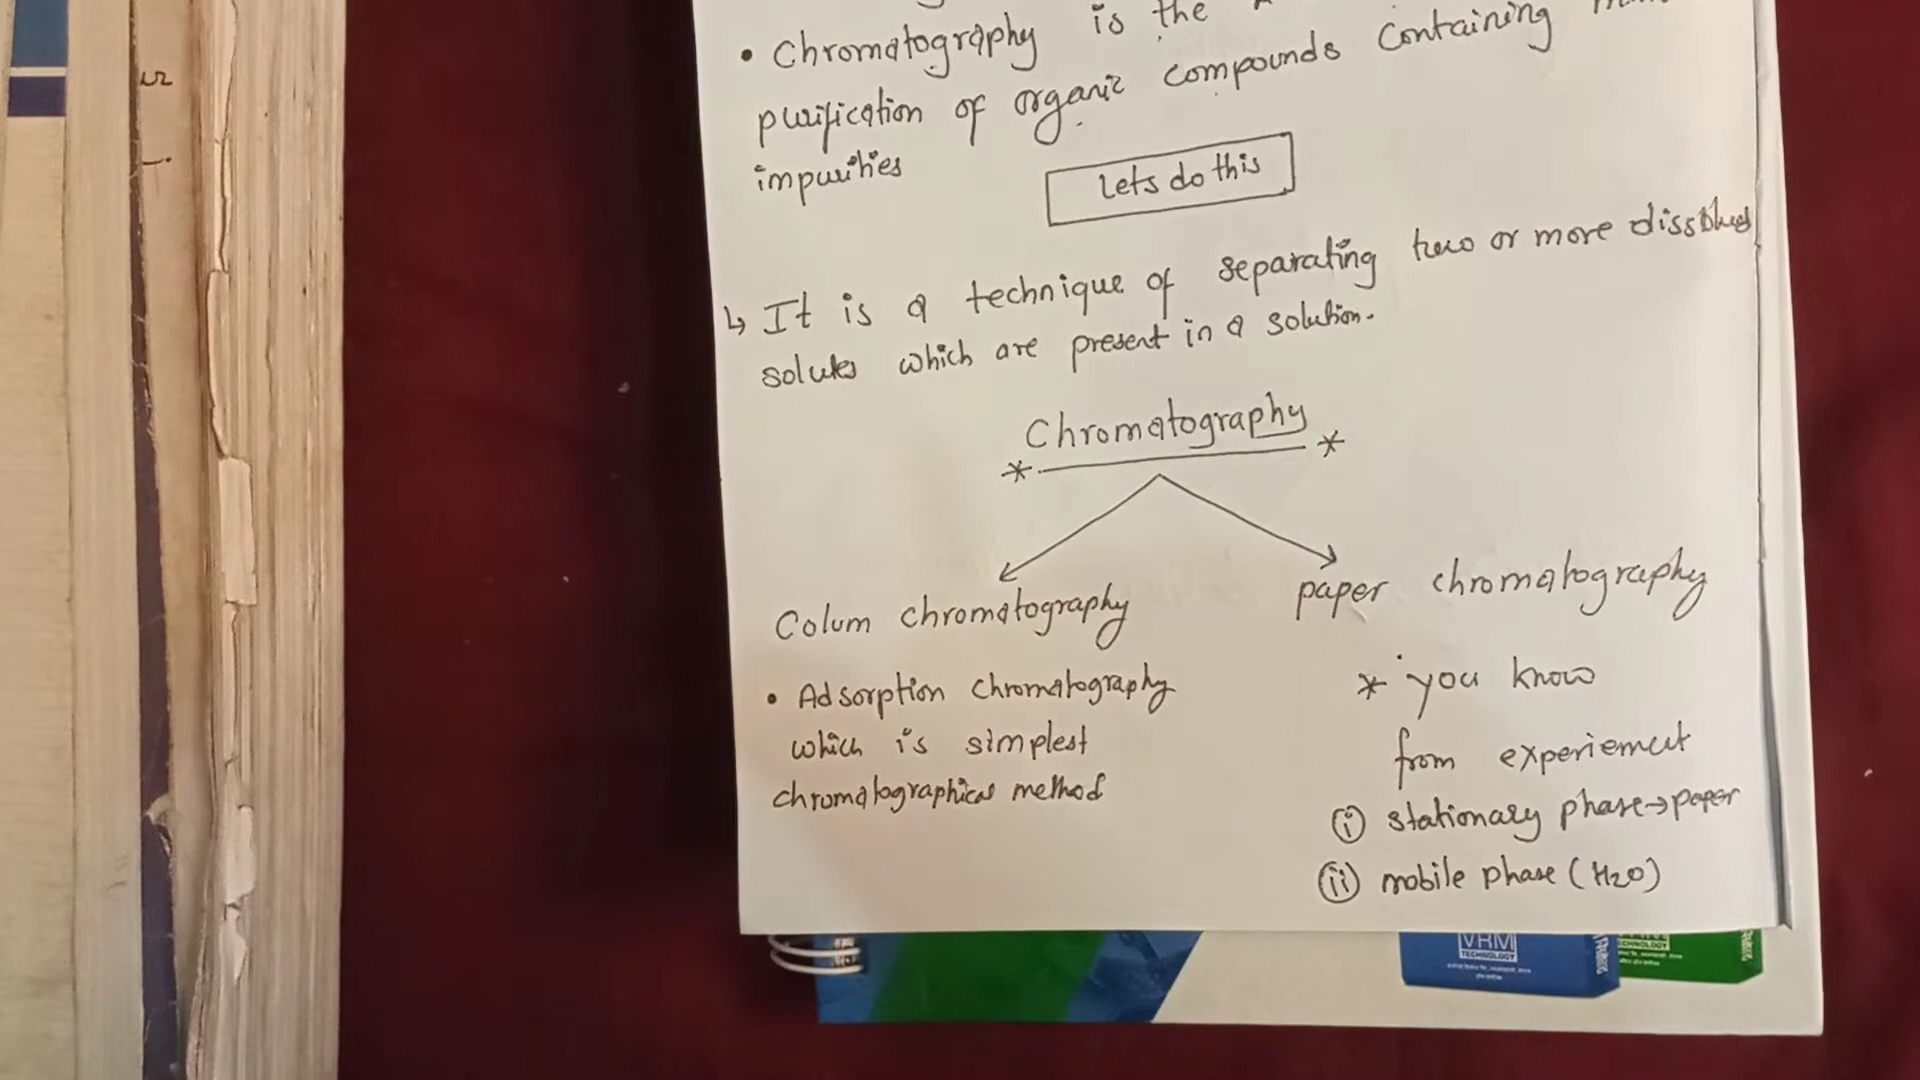 • Chromatography is the
purification of organic compounds containing
impurities
Lets do this
↳ It is a technique of separating two or more dissolved
solutes which are present in a solution.
Chromatography
* *
Colum chromatography
paper chromatography
• Adsorption chromatography
which is simplest
chromatographical method
* you know
from experiement
(i) stationary phase→paper
(ii) mobile phase (H2O)
VRM
TECHNOLOGY